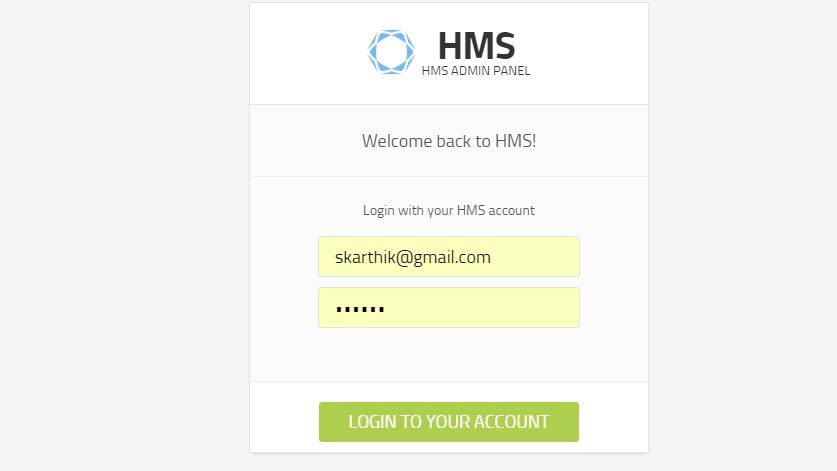 HMS
HMS ADMIN PANEL
Welcome back to HMS!
Login with your HMS account
skarthik@gmail.com
••••••
LOGIN TO YOUR ACCOUNT